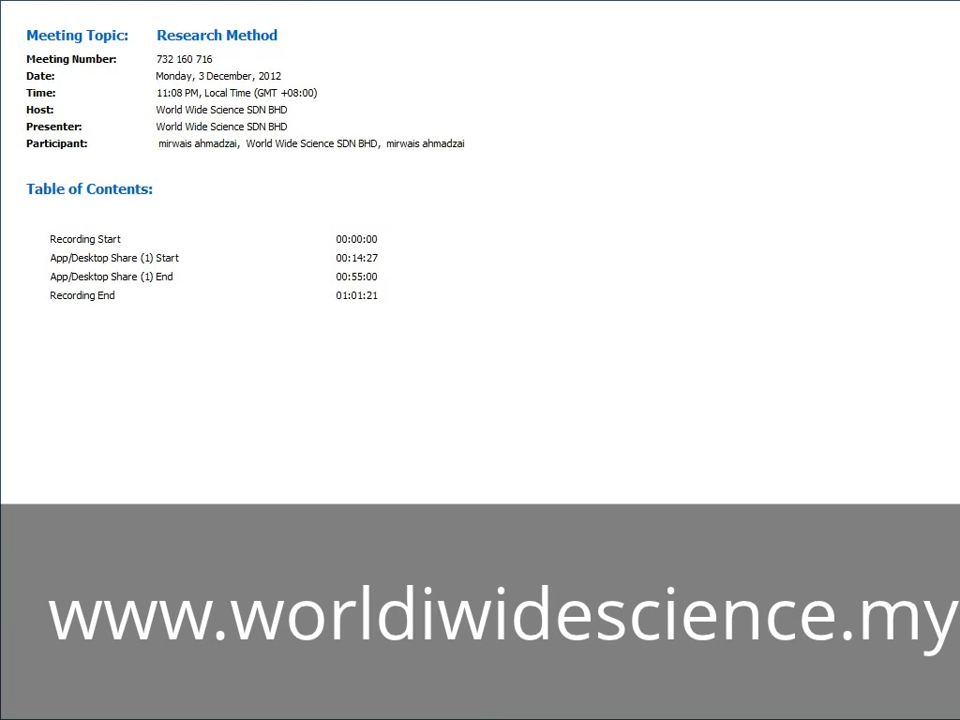 Meeting Topic: Research Method
Meeting Number: 732 160 716
Date: Monday, 3 December, 2012
Time: 11:08 PM, Local Time (GMT +08:00)
Host: World Wide Science SDN BHD
Presenter: World Wide Science SDN BHD
Participant: mirwais ahmadzai, World Wide Science SDN BHD, mirwais ahmadzai
Table of Contents:
Recording Start 00:00:00
App/Desktop Share (1) Start 00:14:27
App/Desktop Share (1) End 00:55:00
Recording End 01:01:21
www.worldiwidescience.my